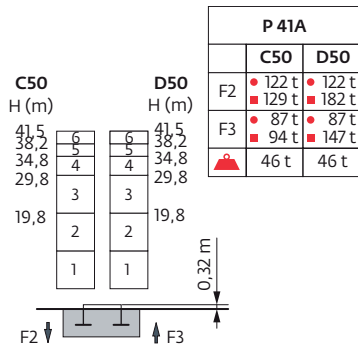 P 41A
C50 D50
F2 ● 122 t ● 122 t
■ 129 t ■ 182 t
F3 ● 87 t ● 87 t
■ 94 t ■ 147 t
46 t 46 t
C50 D50
H (m) H (m)
41,5 6 6 41,5
38,2 5 5 38,2
34,8 4 4 34,8
29,8 29,8
3 3
19,8 19,8
2 2
1 1
0,32 m
F2 F3